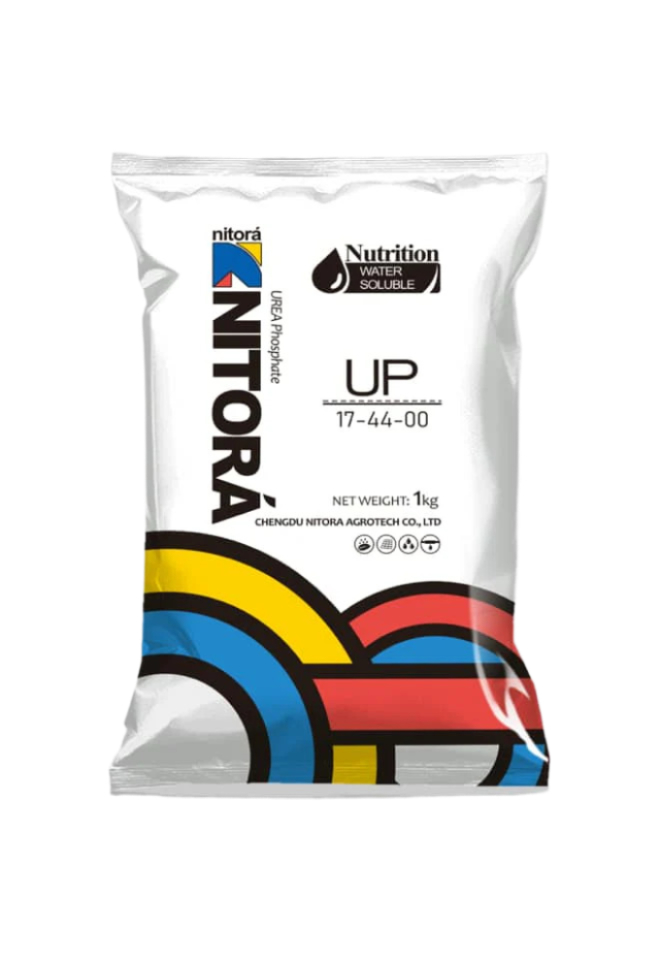 nitorá
NITORÁ
UREA Phosphate
Nutrition
WATER
SOLUBLE
UP
17-44-00
NET WEIGHT: 1kg
CHENGDU NITORA AGROTECH CO., LTD